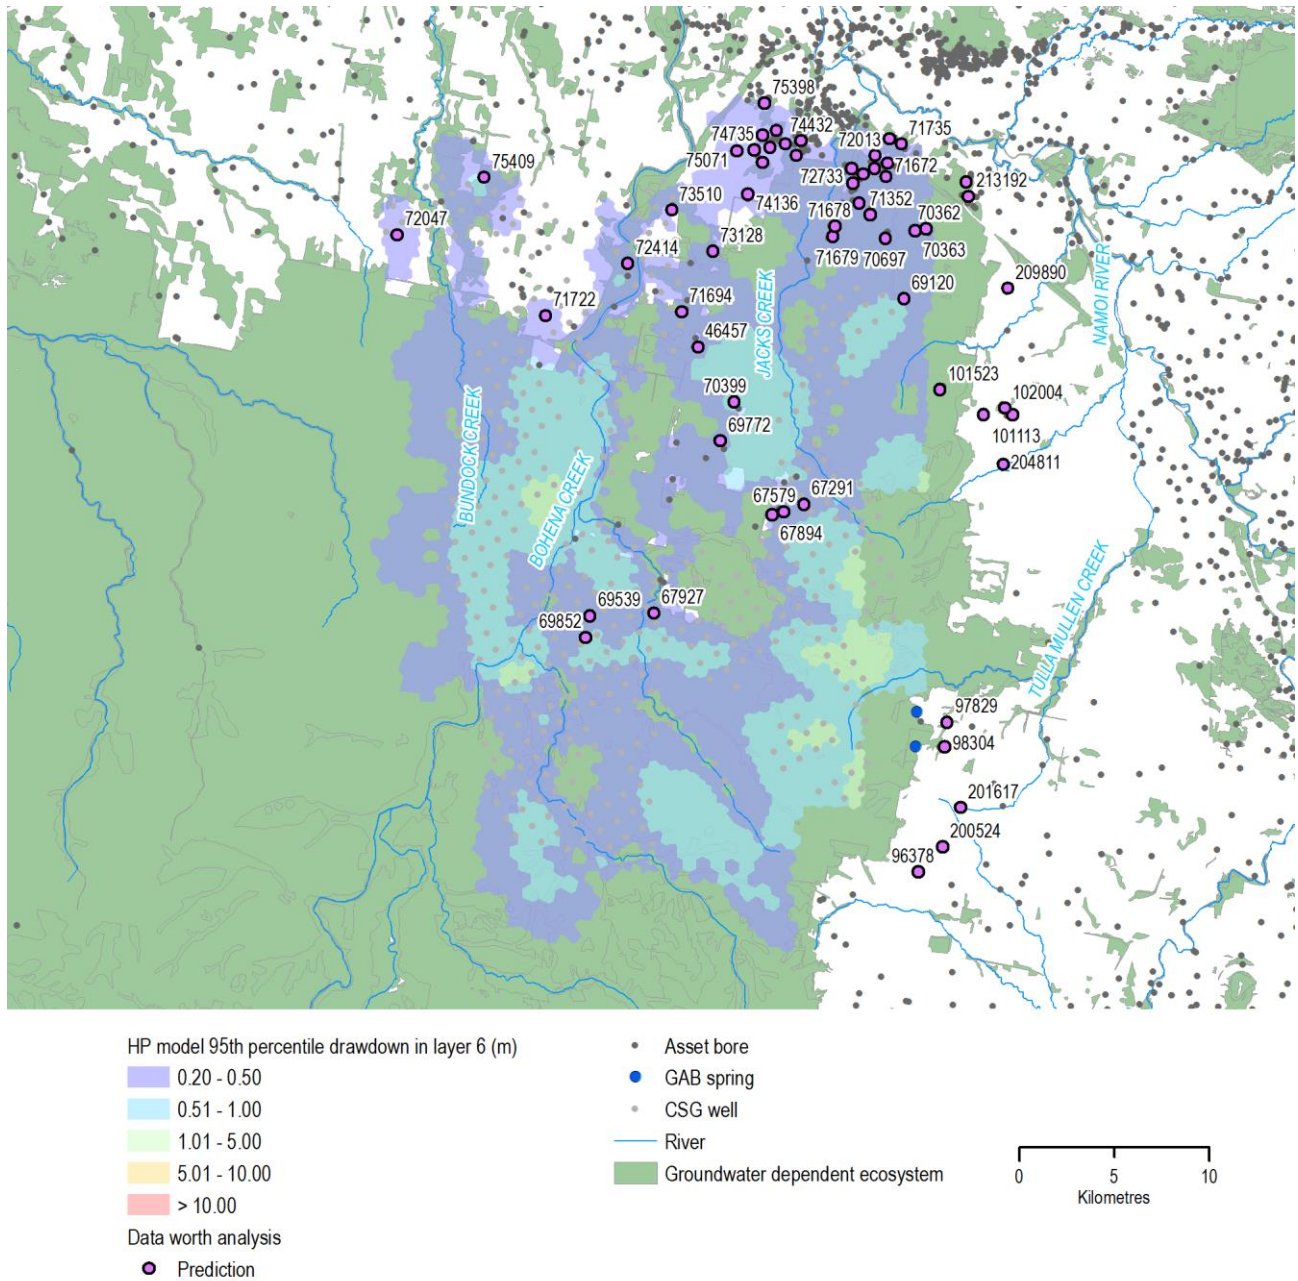 75398
74735
74432
72013
71735
75071
75409
72733
71672
213192
73510
74136
71352
72047
71678
70362
73128
71679
70697
70363
72414
69120
209890
71722
71694
46457
JACKS CREEK
NAMOI RIVER
101523
70399
102004
69772
101113
BUNDOCK CREEK
204811
BOHENA CREEK
67579
67291
67894
69539
67927
69852
TULLA MULLEN CREEK
97829
98304
201617
200524
96378
HP model 95th percentile drawdown in layer 6 (m)
0.20 - 0.50
0.51 - 1.00
1.01 - 5.00
5.01 - 10.00
> 10.00
Data worth analysis
Prediction
Asset bore
GAB spring
CSG well
River
Groundwater dependent ecosystem
0 5 10
Kilometres